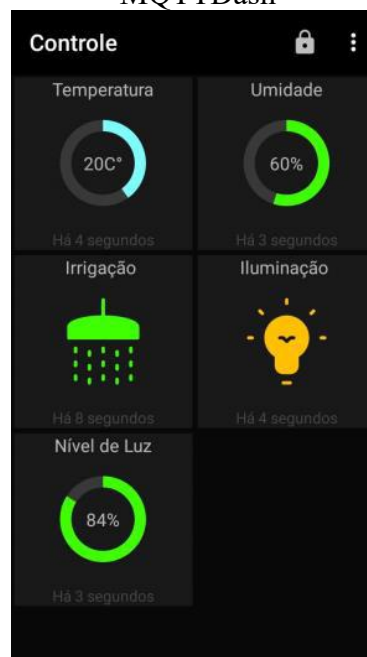 MQTTDash
Controle
Temperatura
Umidade
20C°
60%
Há 4 segundos
Há 3 segundos
Irrigação
Iluminação
Há 8 segundos
Há 4 segundos
Nível de Luz
84%
Há 3 segundos